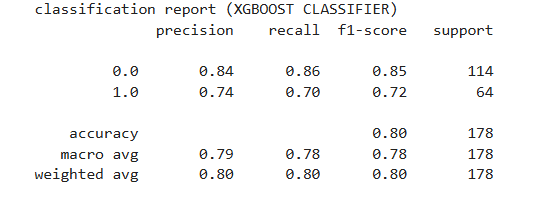 classification report (XGBOOST CLASSIFIER)
precision recall f1-score support
0.0 0.84 0.86 0.85 114
1.0 0.74 0.70 0.72 64
accuracy 0.80 178
macro avg 0.79 0.78 0.78 178
weighted avg 0.80 0.80 0.80 178